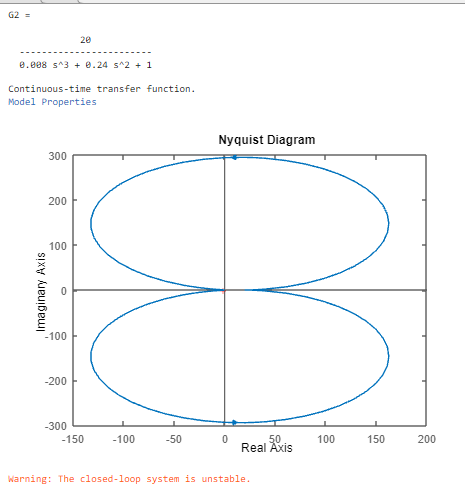 G2 =
20
-----------------------
0.008 s^3 + 0.24 s^2 + 1
Continuous-time transfer function.
Model Properties
Nyquist Diagram
300
200
100
0
-100
-200
-300
Imaginary Axis
-150 -100 -50 0 50 100 150 200
Real Axis
Warning: The closed-loop system is unstable.